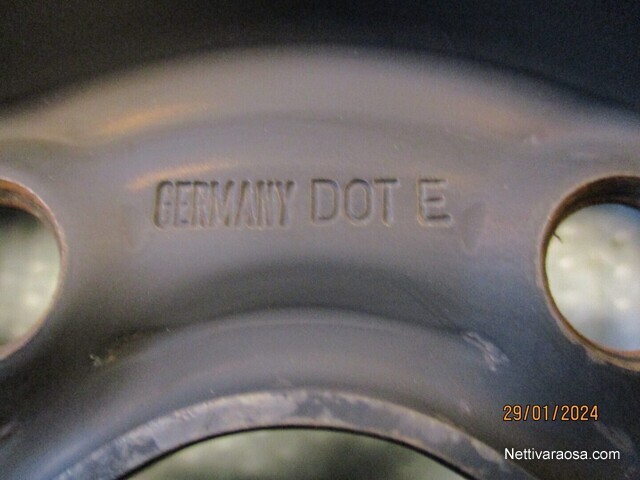 GERMANY DOT E
29/01/2024
Nettivaraosa.com